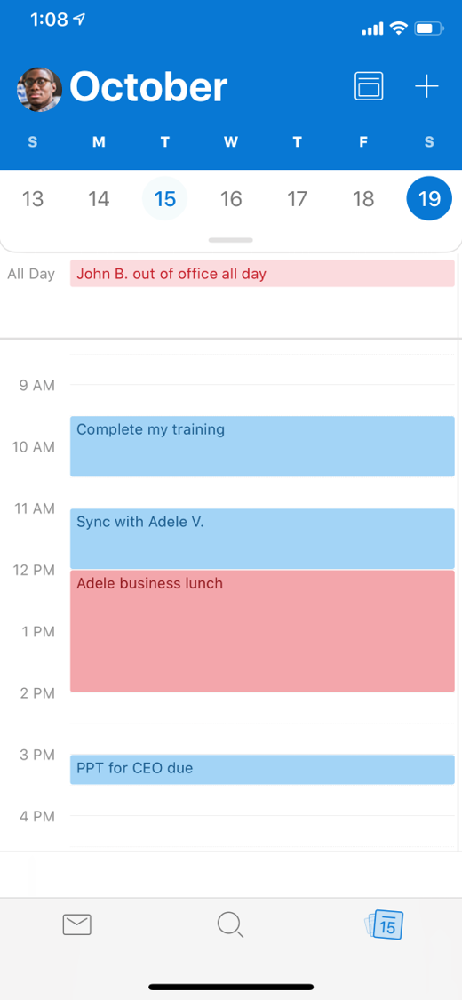 1:08
October
S M T W T F S
13 14 15 16 17 18 19
All Day John B. out of office all day
9 AM
Complete my training
10 AM
11 AM
Sync with Adele V.
12 PM
Adele business lunch
1 PM
2 PM
3 PM
PPT for CEO due
4 PM
15